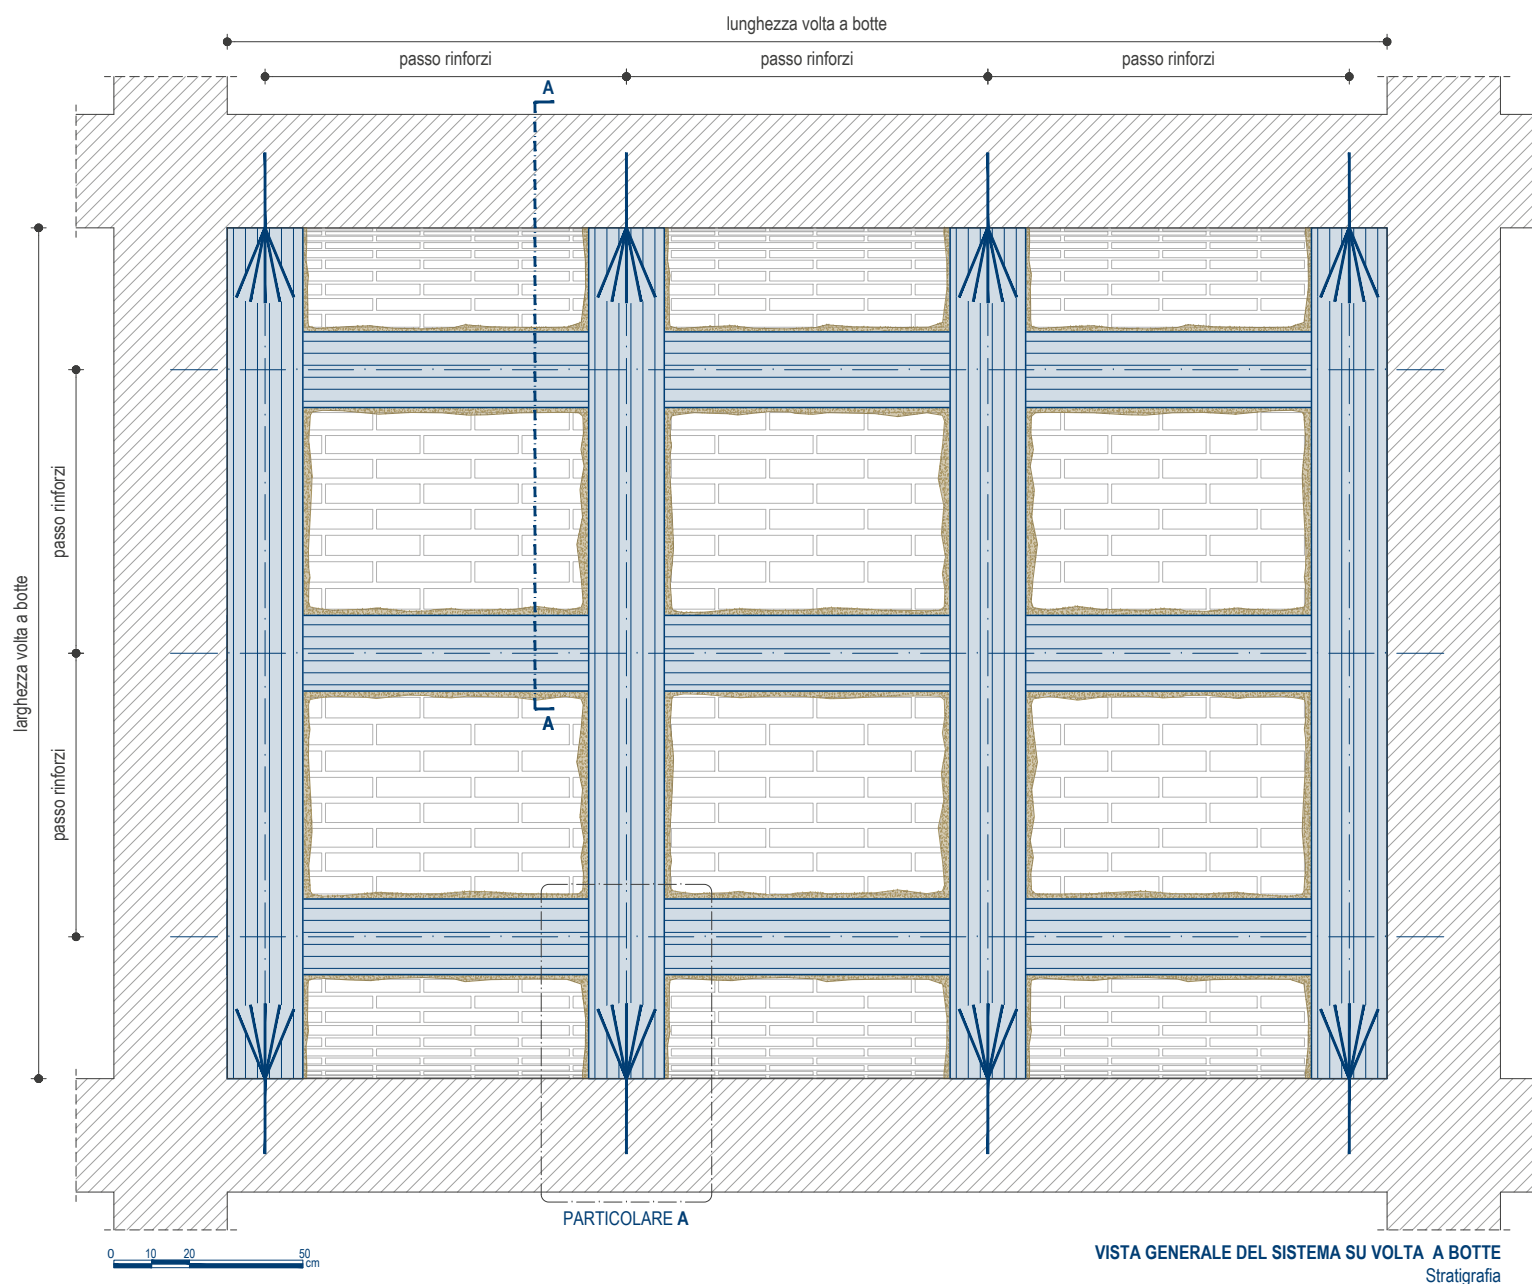 lunghezza volta a botte
passo rinforzi
passo rinforzi
passo rinforzi
A
passo rinforzi
larghezza volta a botte
passo rinforzi
A
PARTICOLARE A
0 10 20 50
cm
VISTA GENERALE DEL SISTEMA SU VOLTA A BOTTE
Stratigrafia